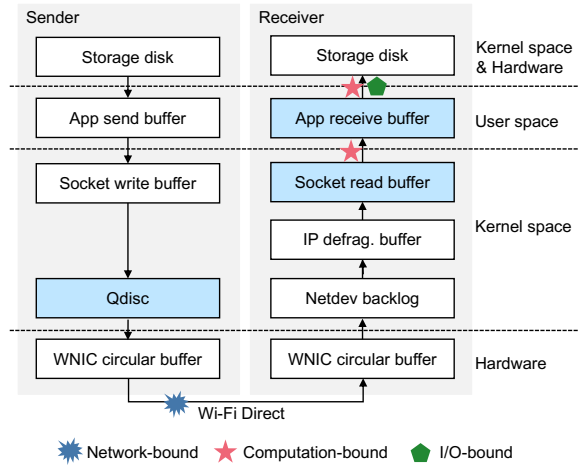 Sender
Receiver
Storage disk
Storage disk
Kernel space
& Hardware
App send buffer
App receive buffer
User space
Socket write buffer
Socket read buffer
IP defrag. buffer
Kernel space
Qdisc
Netdev backlog
WNIC circular buffer
WNIC circular buffer
Hardware
Wi-Fi Direct
Network-bound
Computation-bound
I/O-bound